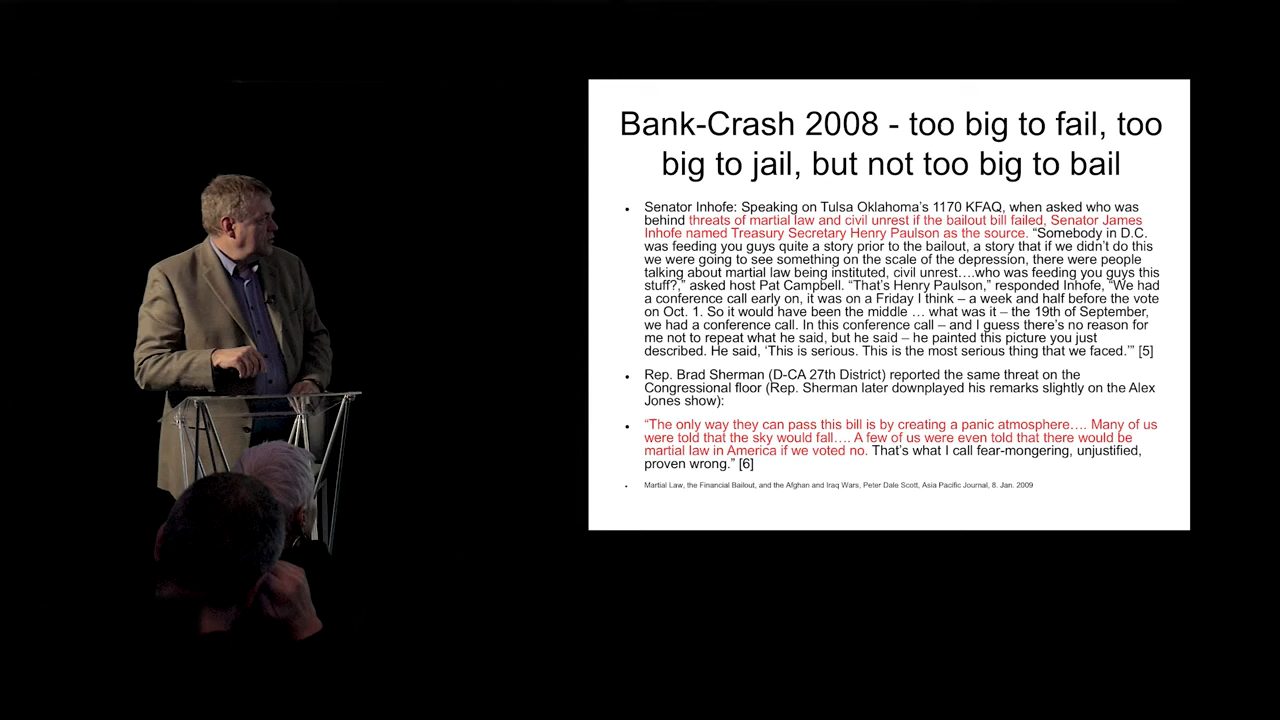 Bank-Crash 2008 - too big to fail, too
big to jail, but not too big to bail
• Senator Inhofe: Speaking on Tulsa Oklahoma's 1170 KFAQ, when asked who was
behind threats of martial law and civil unrest if the bailout bill failed, Senator James
Inhofe named Treasury Secretary Henry Paulson as the source. “Somebody in D.C.
was feeding you guys quite a story prior to the bailout, a story that if we didn't do this
we were going to see something on the scale of the depression, there were people
talking about martial law being instituted, civil unrest….who was feeding you guys this
stuff?,” asked host Pat Campbell. “That's Henry Paulson,” responded Inhofe, “We had
a conference call early on, it was on a Friday I think – a week and half before the vote
on Oct. 1. So it would have been the middle … what was it – the 19th of September,
we had a conference call. In this conference call – and I guess there's no reason for
me not to repeat what he said, but he said – he painted this picture you just
described. He said, ‘This is serious. This is the most serious thing that we faced.’” [5]
• Rep. Brad Sherman (D-CA 27th District) reported the same threat on the
Congressional floor (Rep. Sherman later downplayed his remarks slightly on the Alex
Jones show):
• “The only way they can pass this bill is by creating a panic atmosphere…. Many of us
were told that the sky would fall…. A few of us were even told that there would be
martial law in America if we voted no. That's what I call fear-mongering, unjustified,
proven wrong.” [6]
• Martial Law, the Financial Bailout, and the Afghan and Iraq Wars, Peter Dale Scott, Asia Pacific Journal, 8. Jan. 2009